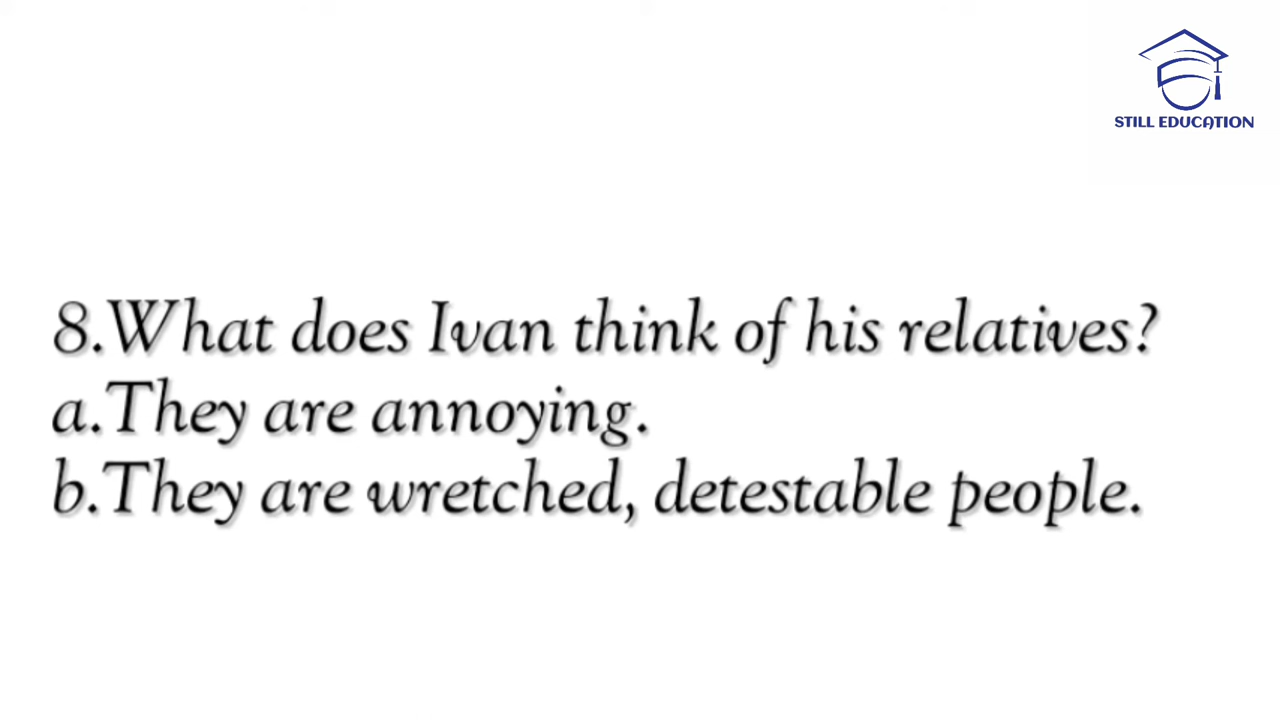 STILL EDUCATION
8.What does Ivan think of his relatives?
a.They are annoying.
b.They are wretched, detestable people.